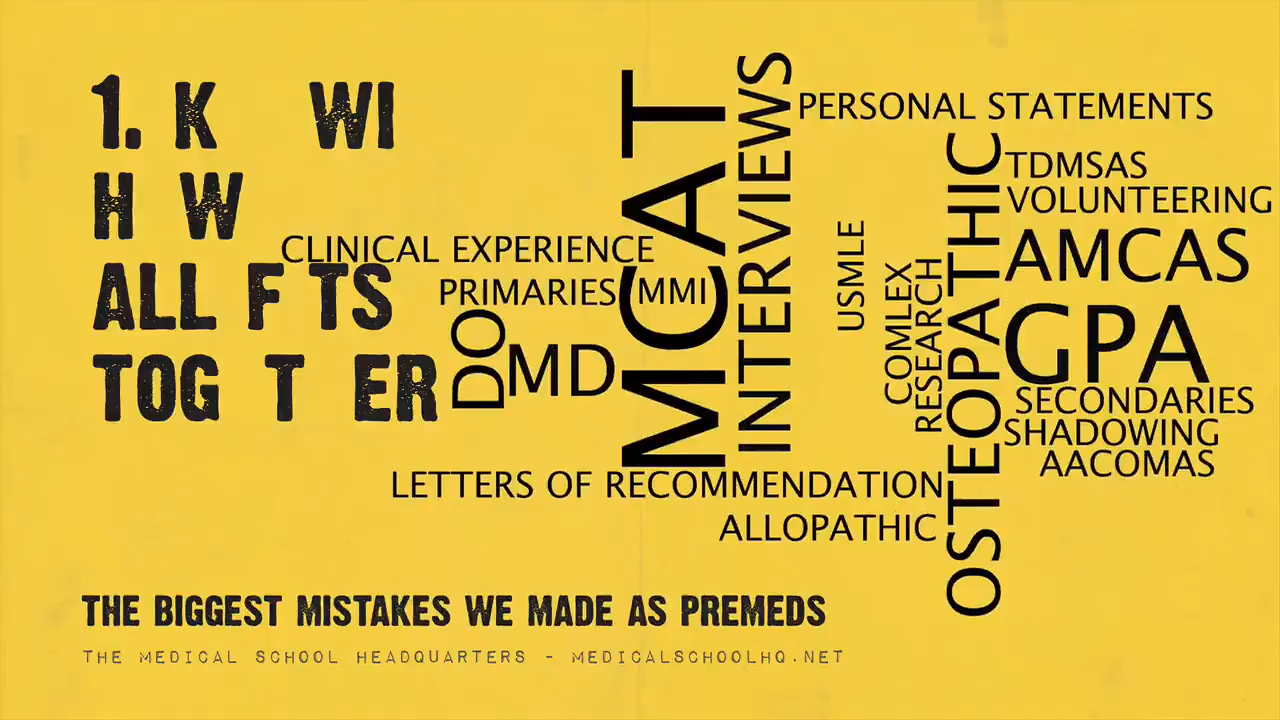 1. K WI
H W
ALL F TS
TOG T ER
CLINICAL EXPERIENCE
PRIMARIES
MMI
DO
MD
MCAT
INTERVIEWS
PERSONAL STATEMENTS
TDMSAS
VOLUNTEERING
AMCAS
GPA
SECONDARIES
SHADOWING
AACOMAS
USMLE
COMLEX
RESEARCH
OSTEOPATHIC
LETTERS OF RECOMMENDATION
ALLOPATHIC
THE BIGGEST MISTAKES WE MADE AS PREMEDS
THE MEDICAL SCHOOL HEADQUARTERS - MEDICALSCHOOLHQ.NET